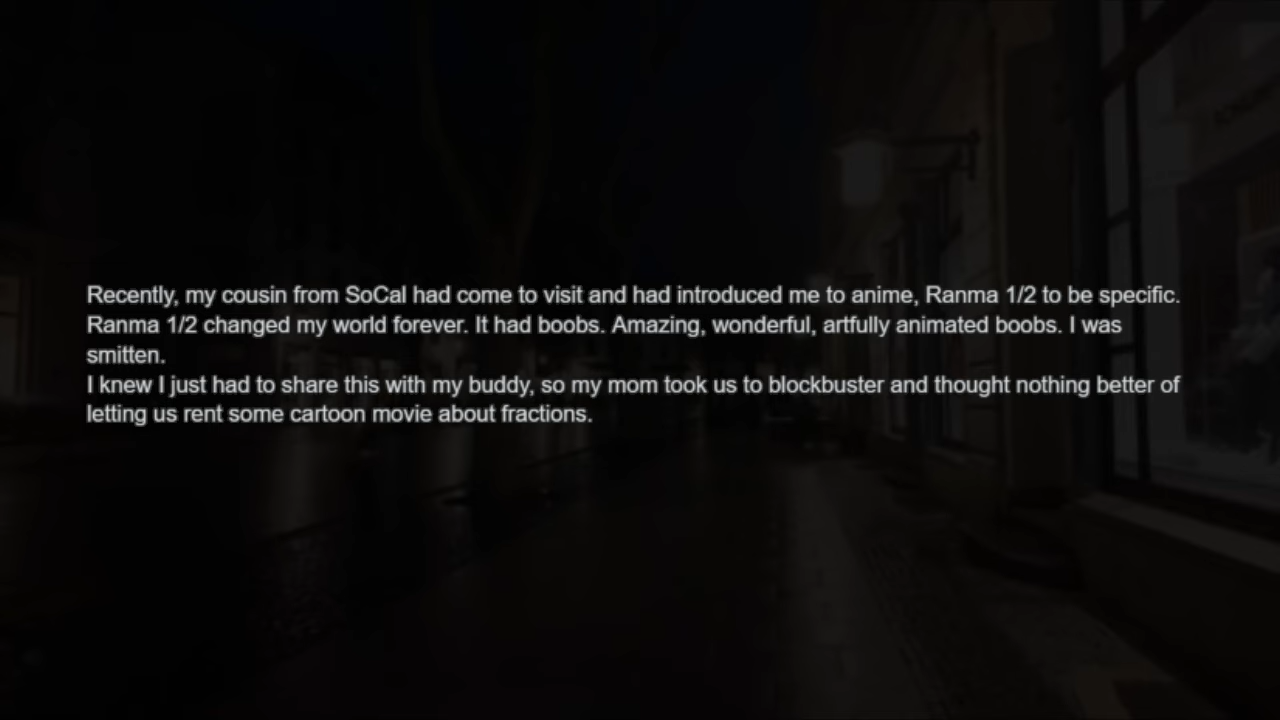 Recently, my cousin from SoCal had come to visit and had introduced me to anime, Ranma 1/2 to be specific.
Ranma 1/2 changed my world forever. It had boobs. Amazing, wonderful, artfully animated boobs. I was
smitten.
I knew I just had to share this with my buddy, so my mom took us to blockbuster and thought nothing better of
letting us rent some cartoon movie about fractions.